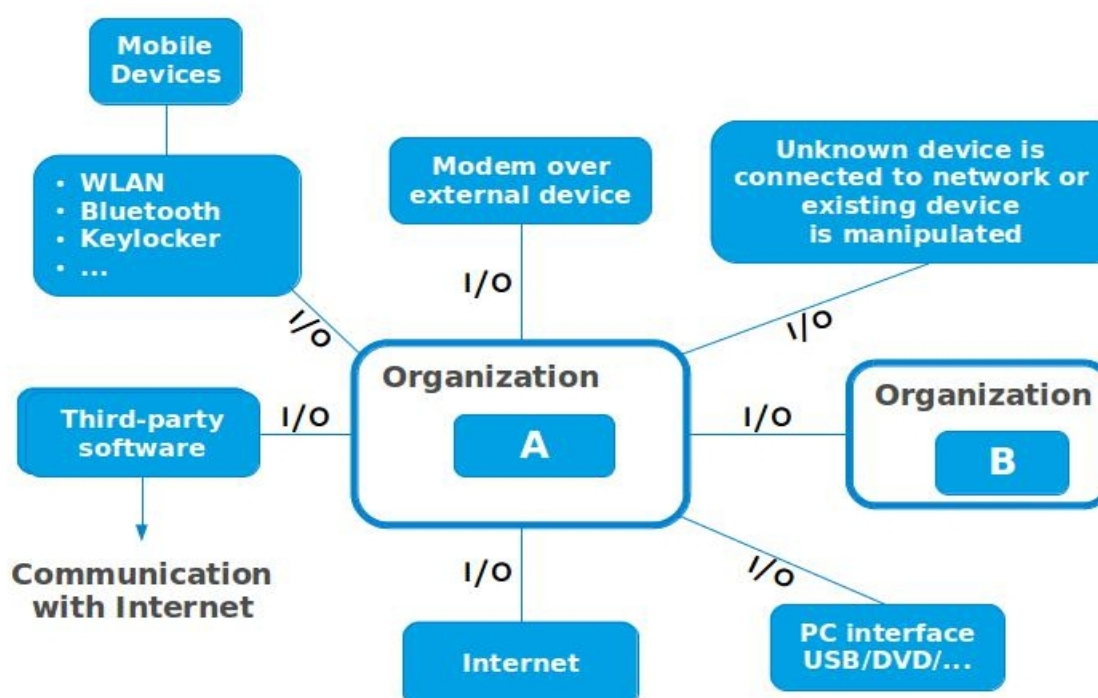 Mobile
Devices
• WLAN
• Bluetooth
• Keylocker
• ...
Modem over
external device
Unknown device is
connected to network or
existing device
is manipulated
I/O
I/O
I/O
Organization
A
Third-party
software
I/O
I/O
Organization
B
Communication
with Internet
I/O
I/O
Internet
PC interface
USB/DVD/...